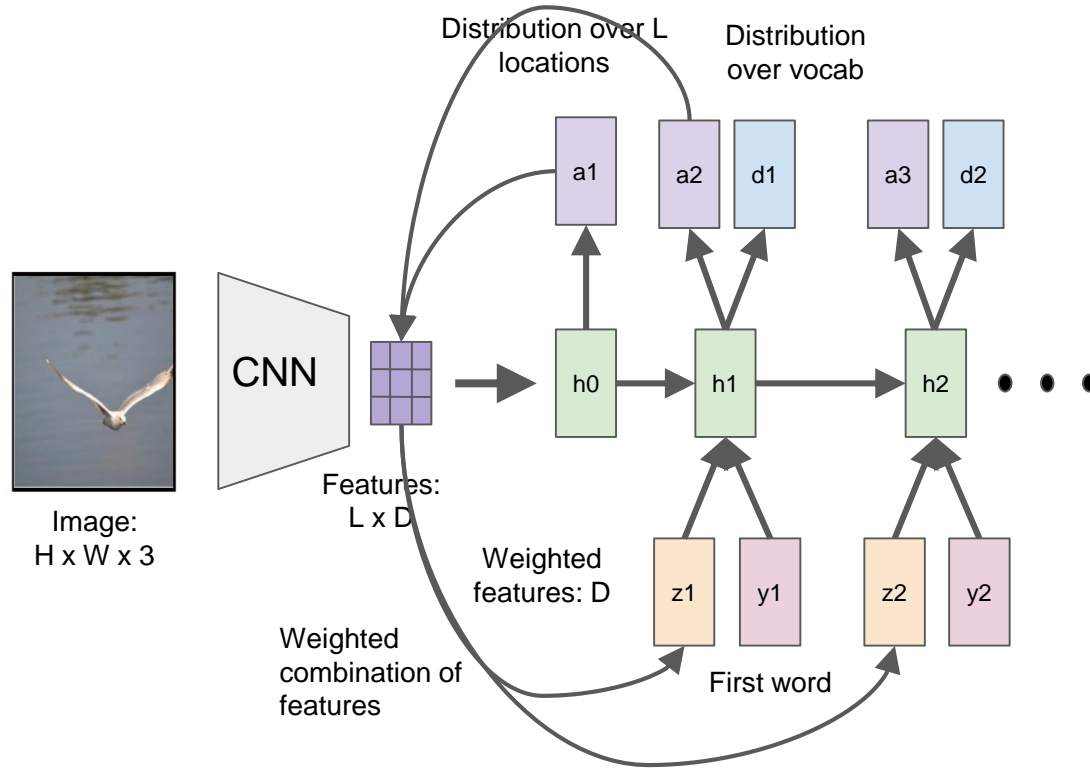 Distribution over L
locations
Distribution
over vocab
a1
a2
d1
a3
d2
CNN
h0
h1
h2
Features:
L x D
Image:
H x W x 3
Weighted
features: D
z1
y1
z2
y2
Weighted
combination of
features
First word